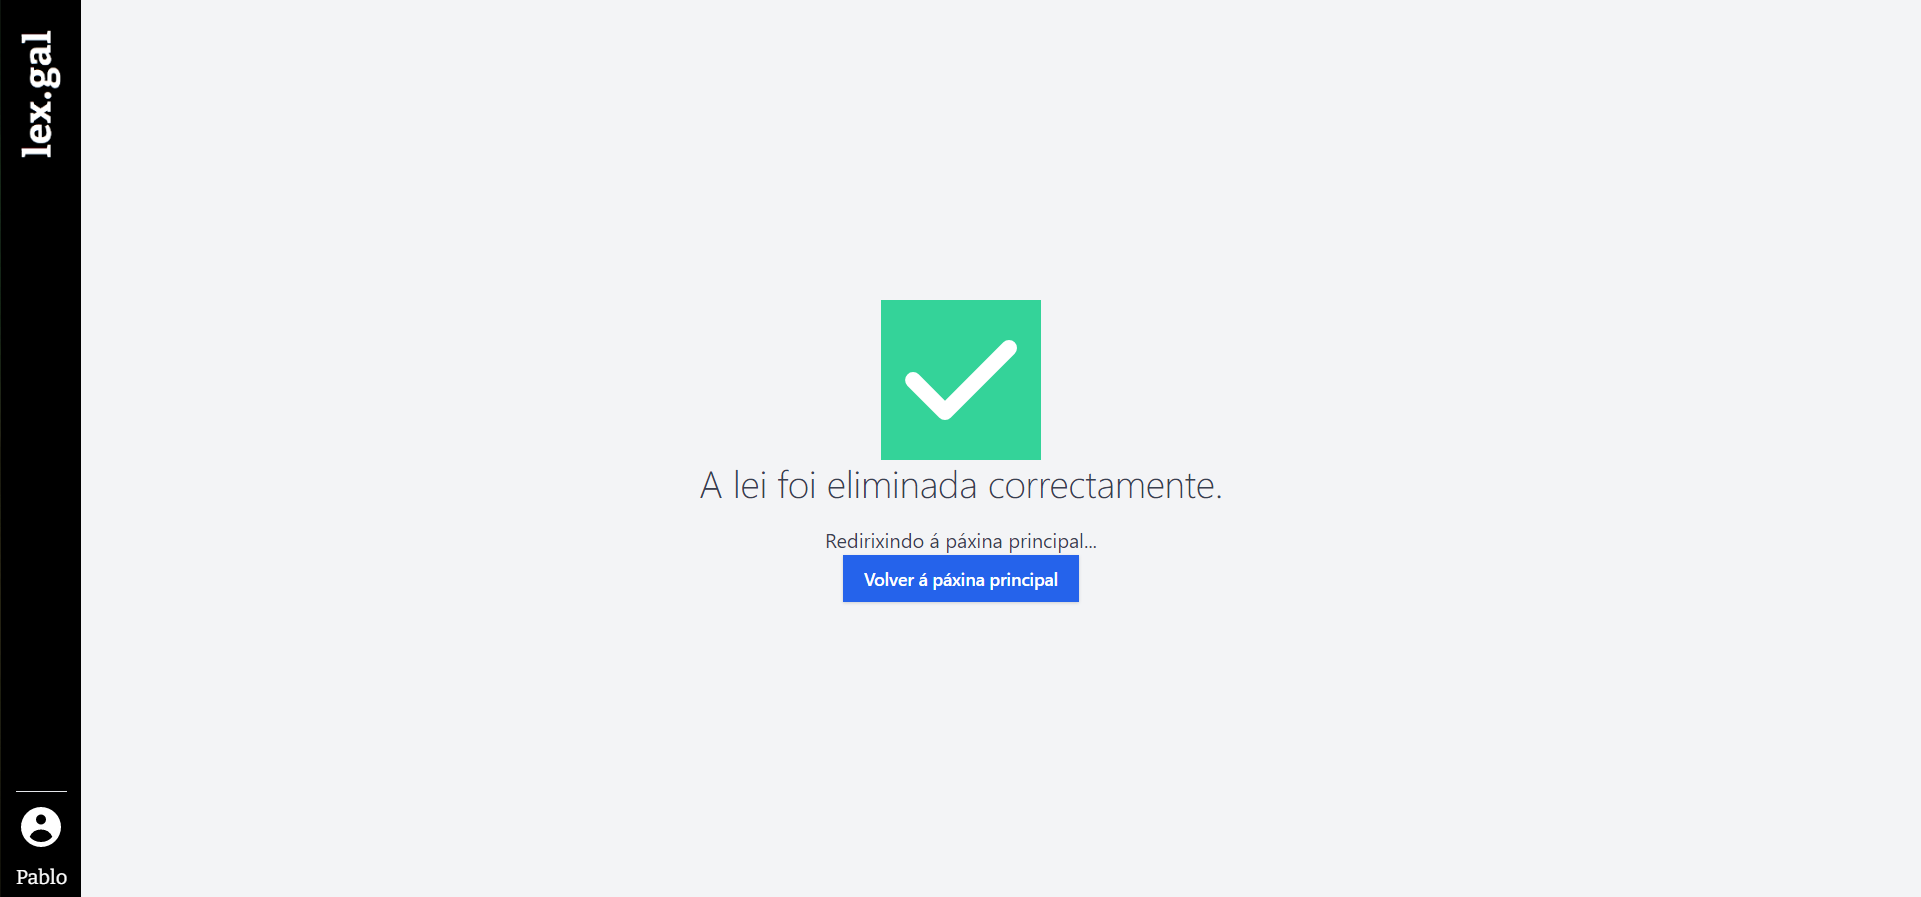 lex.gal
A lei foi eliminada correctamente.
Redirixindo á páxina principal...
Volver á páxina principal
Pablo